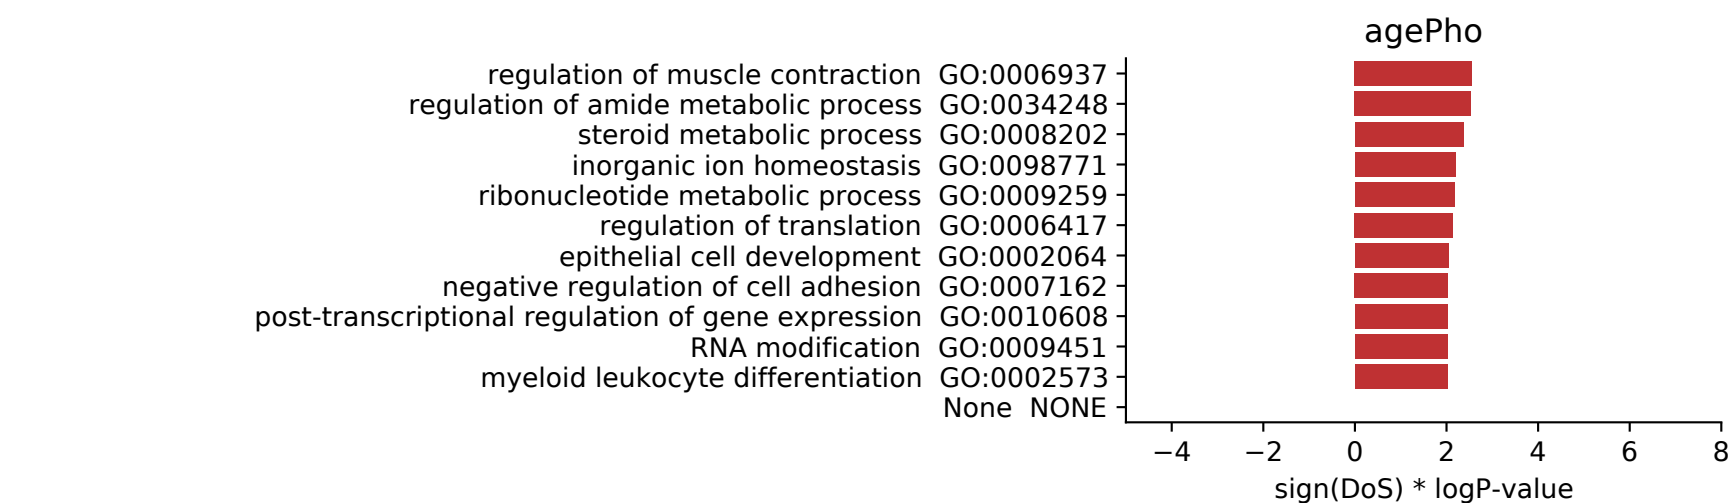 agePho
regulation of muscle contraction GO:0006937
regulation of amide metabolic process GO:0034248
steroid metabolic process GO:0008202
inorganic ion homeostasis GO:0098771
ribonucleotide metabolic process GO:0009259
regulation of translation GO:0006417
epithelial cell development GO:0002064
negative regulation of cell adhesion GO:0007162
post-transcriptional regulation of gene expression GO:0010608
RNA modification GO:0009451
myeloid leukocyte differentiation GO:0002573
None NONE
−4 −2 0 2 4 6 8
sign(DoS) * logP-value